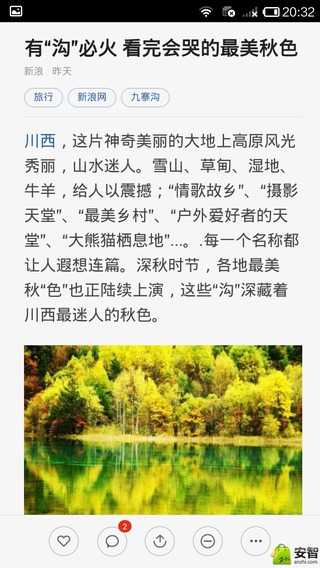 20:32
有“沟”必火 看完会哭的最美秋色
新浪 昨天
旅行 新浪网 九寨沟
川西，这片神奇美丽的大地上高原风光
秀丽，山水迷人。雪山、草甸、湿地、
牛羊，给人以震撼；“情歌故乡”、“摄影
天堂”、“最美乡村”、“户外爱好者的天
堂”、“大熊猫栖息地”...。.每一个名称都
让人遐想连篇。深秋时节，各地最美
秋“色”也正陆续上演，这些“沟”深藏着
川西最迷人的秋色。
2
安智
anzhi.com